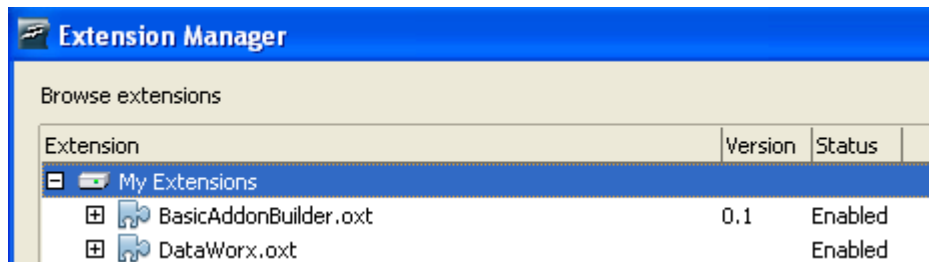 Extension Manager
Browse extensions
Extension Version Status
My Extensions
BasicAddonBuilder.oxt 0.1 Enabled
DataWorx.oxt Enabled